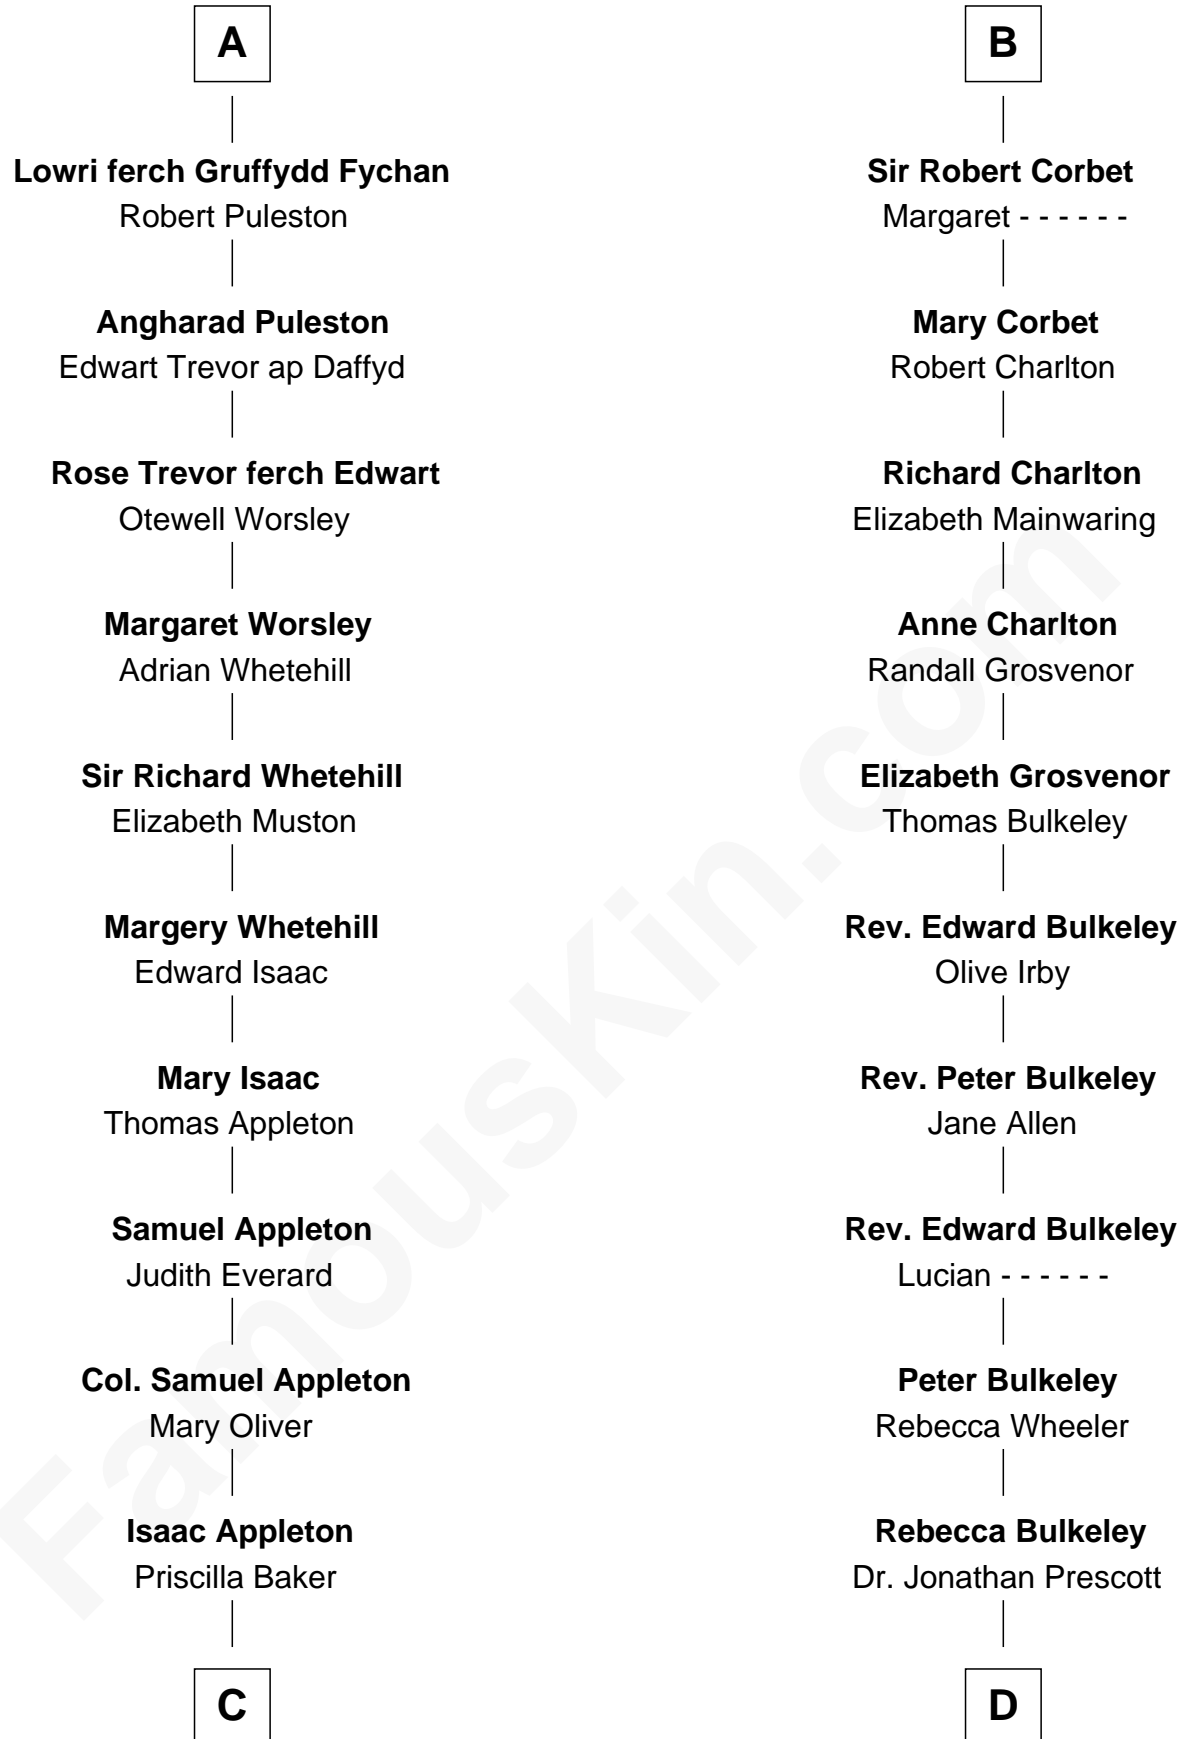 A
Lowri ferch Gruffydd Fychan
Robert Puleston
Angharad Puleston
Edwart Trevor ap Daffyd
Rose Trevor ferch Edwart
Otewell Worsley
Margaret Worsley
Adrian Whetehill
Sir Richard Whetehill
Elizabeth Muston
Margery Whetehill
Edward Isaac
Mary Isaac
Thomas Appleton
Samuel Appleton
Judith Everard
Col. Samuel Appleton
Mary Oliver
Isaac Appleton
Priscilla Baker
C
B
Sir Robert Corbet
Margaret - - - - - -
Mary Corbet
Robert Charlton
Richard Charlton
Elizabeth Mainwaring
Anne Charlton
Randall Grosvenor
Elizabeth Grosvenor
Thomas Bulkeley
Rev. Edward Bulkeley
Olive Irby
Rev. Peter Bulkeley
Jane Allen
Rev. Edward Bulkeley
Lucian - - - - - -
Peter Bulkeley
Rebecca Wheeler
Rebecca Bulkeley
Dr. Jonathan Prescott
D
FamousKin.com